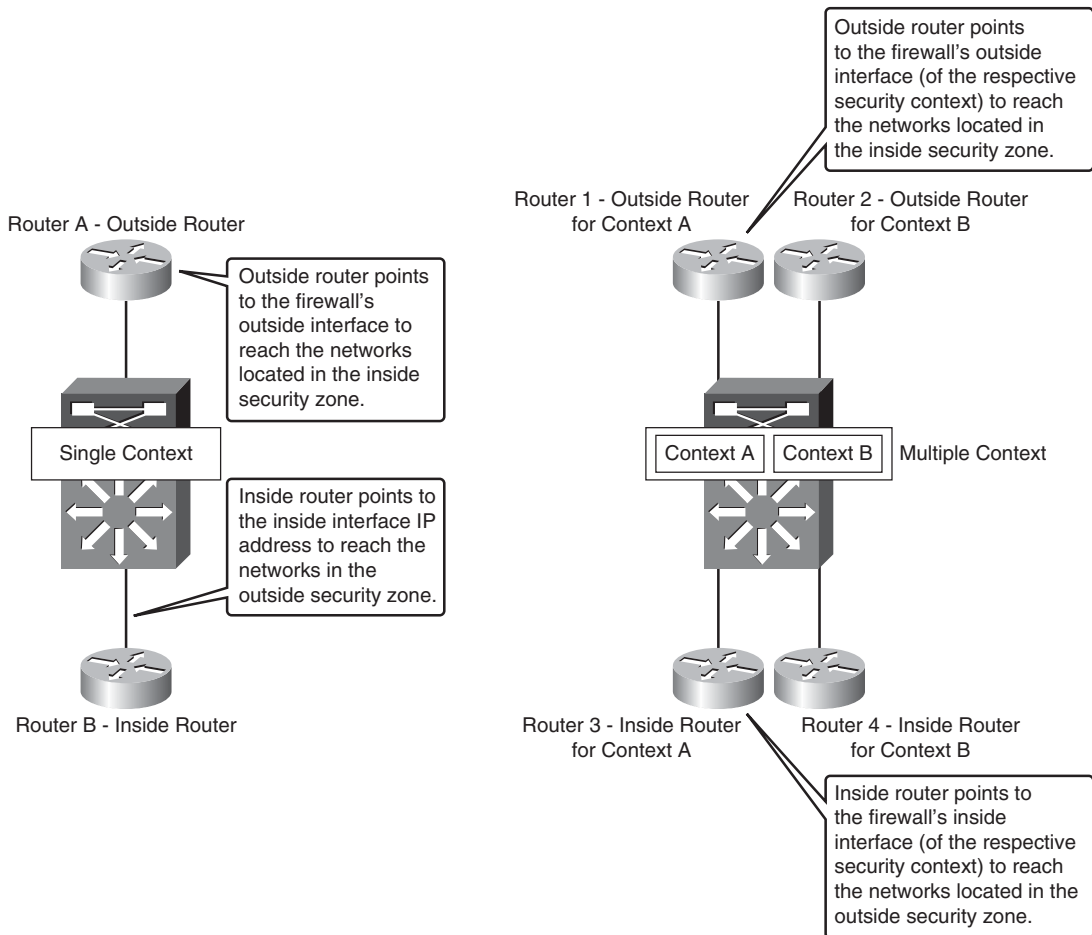 Router A - Outside Router
Outside router points
to the firewall's
outside interface to
reach the networks
located in the inside
security zone.
Single Context
Inside router points to
the inside interface IP
address to reach the
networks in the
outside security zone.
Router B - Inside Router
Outside router points
to the firewall's outside
interface (of the respective
security context) to reach
the networks located in
the inside security zone.
Router 1 - Outside Router
for Context A
Router 2 - Outside Router
for Context B
Context A
Context B
Multiple Context
Router 3 - Inside Router
for Context A
Router 4 - Inside Router
for Context B
Inside router points to
the firewall's inside
interface (of the respective
security context) to reach
the networks located in the
outside security zone.